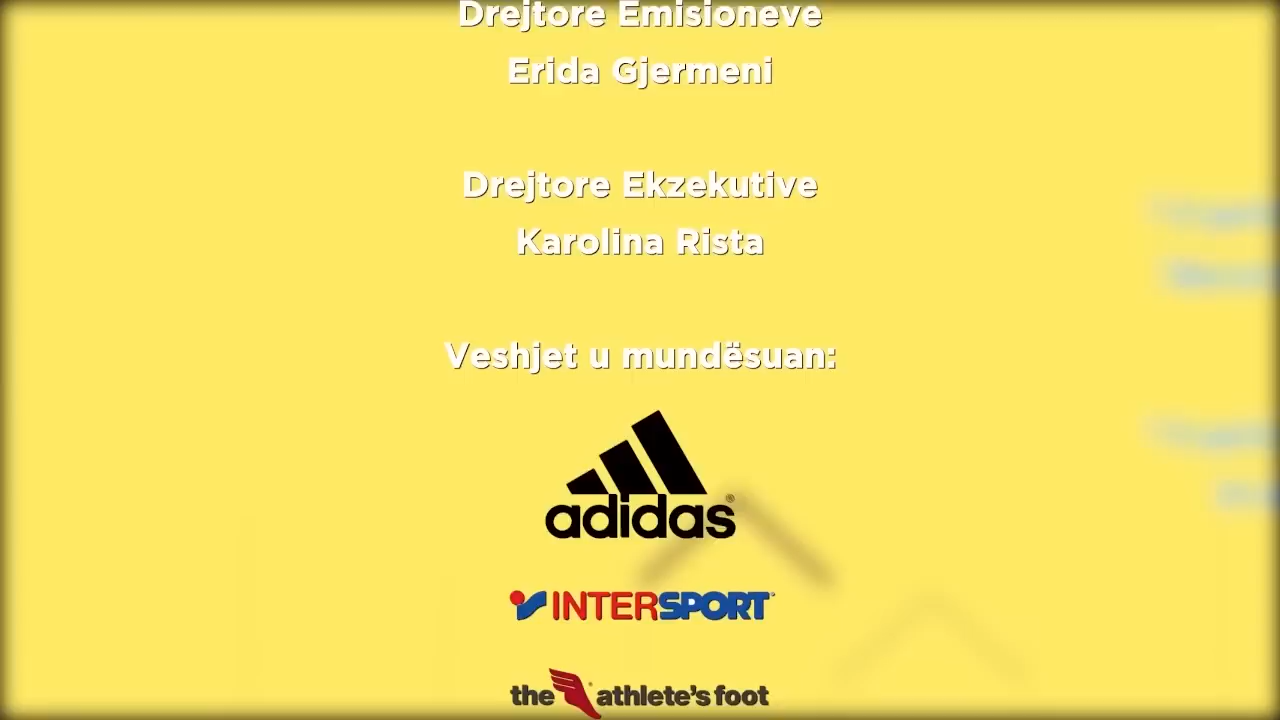 Drejtore Emisioneve
Erida Gjermeni
Drejtore Ekzekutive
Karolina Rista
Veshjet u mundësuan:
adidas®
INTERSPORT
the athlete's foot